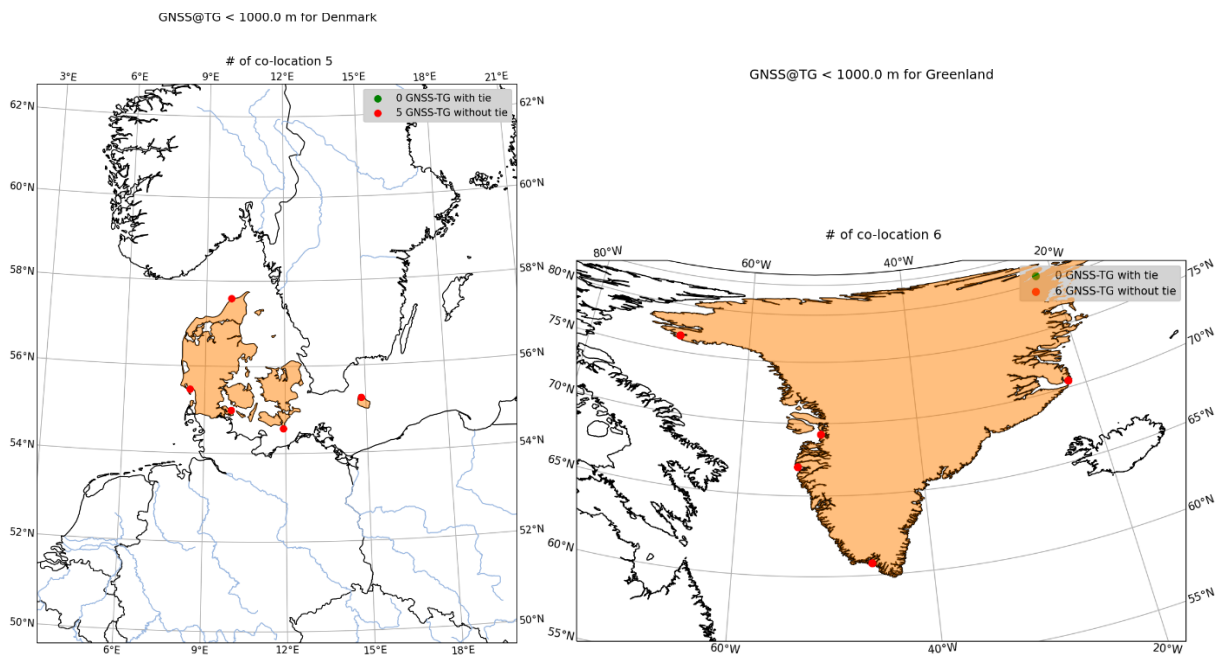 GNSS@TG < 1000.0 m for Denmark
# of co-location 5
3°E 6°E 9°E 12°E 15°E 18°E 21°E
0 GNSS-TG with tie
5 GNSS-TG without tie
62°N 62°N
60°N 60°N
58°N 58°N
56°N 56°N
54°N 54°N
52°N 52°N
50°N 50°N
6°E 9°E 12°E 15°E 18°E
GNSS@TG < 1000.0 m for Greenland
# of co-location 6
80°W 60°W 40°W 20°W
0 GNSS-TG with tie
6 GNSS-TG without tie
80°N 75°N
75°N 70°N
70°N 65°N
65°N 60°N
60°N 55°N
55°N
60°W 40°W 20°W